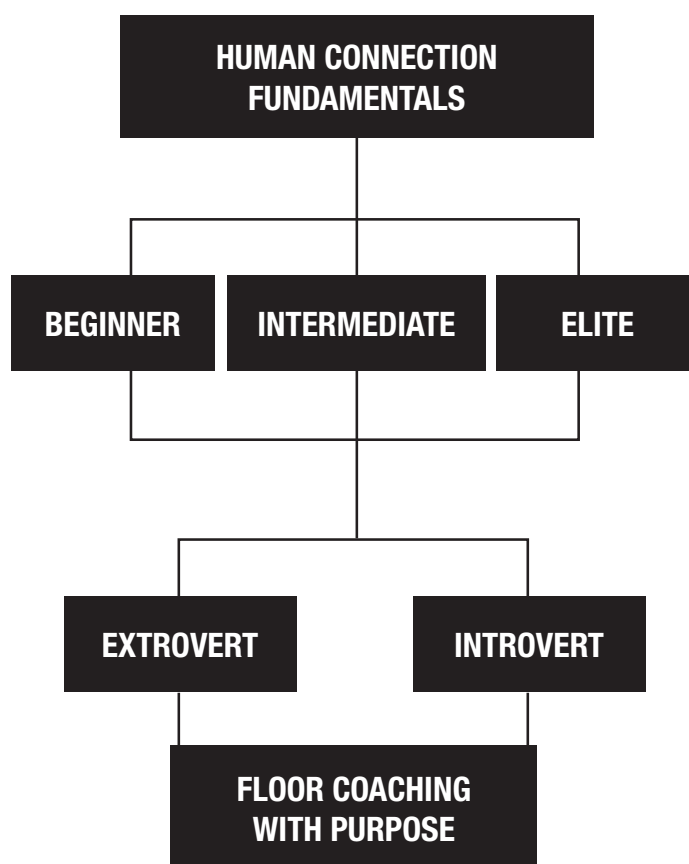 HUMAN CONNECTION
FUNDAMENTALS
BEGINNER
INTERMEDIATE
ELITE
EXTROVERT
INTROVERT
FLOOR COACHING
WITH PURPOSE